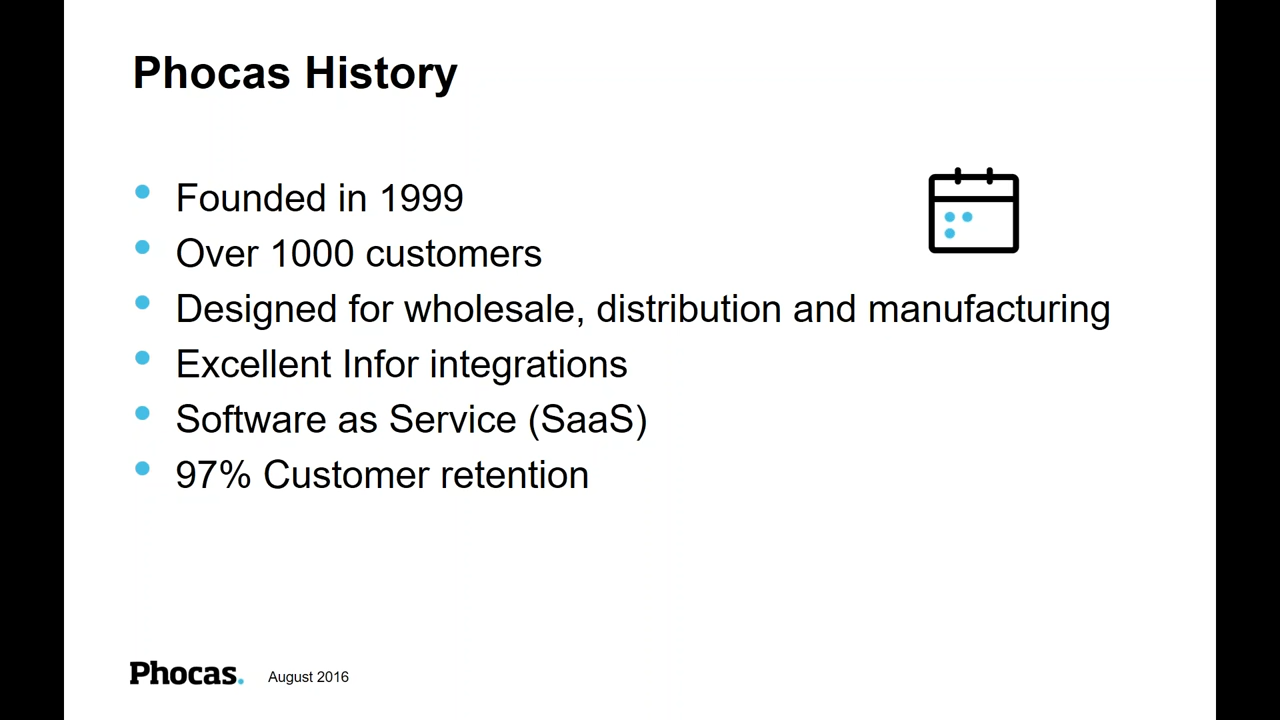 Phocas History
Founded in 1999
Over 1000 customers
Designed for wholesale, distribution and manufacturing
Excellent Infor integrations
Software as Service (SaaS)
97% Customer retention
Phocas. August 2016